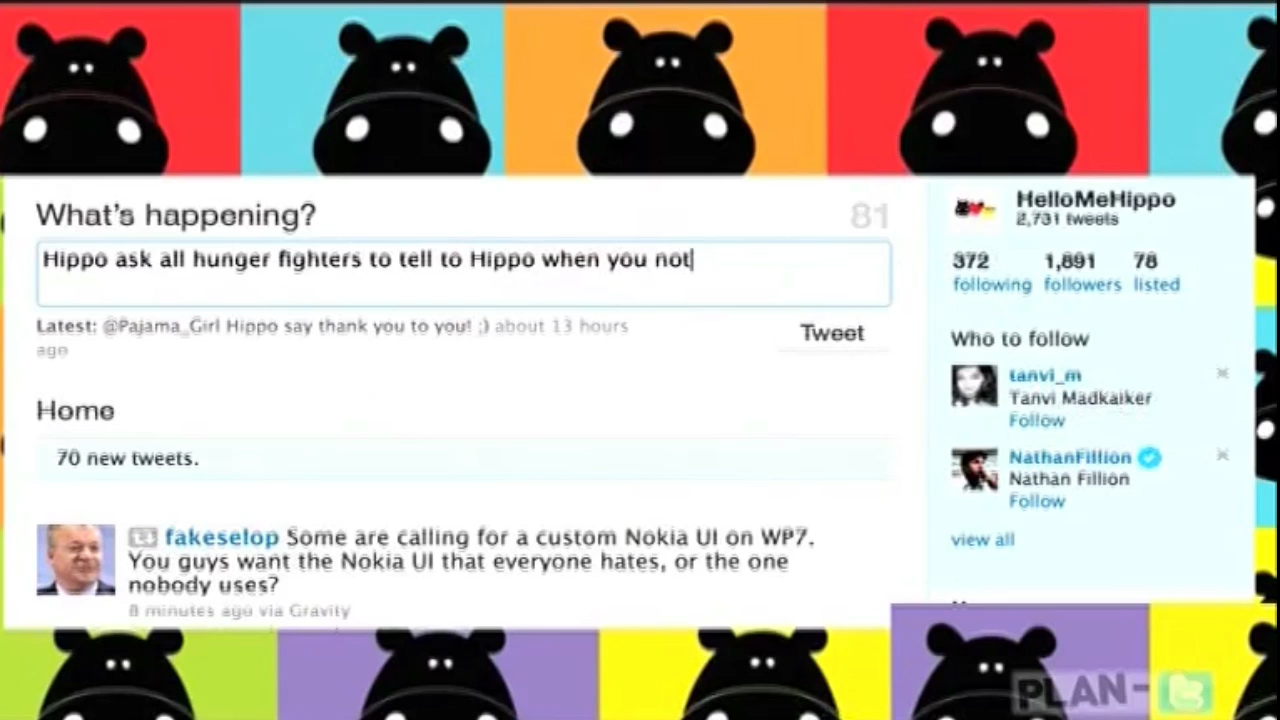 What's happening?
81
Hippo ask all hunger fighters to tell to Hippo when you not
Latest: @Pajama_Girl Hippo say thank you to you! ;) about 13 hours
ago
Tweet
Home
70 new tweets.
fakeselop Some are calling for a custom Nokia UI on WP7.
You guys want the Nokia UI that everyone hates, or the one
nobody uses?
8 minutes ago via Gravity
HelloMeHippo
2,731 tweets
372 1,891 78
following followers listed
Who to follow
tanvi_m
Tanvi Madkaiker
Follow
NathanFillion
Nathan Fillion
Follow
view all
PLAN-